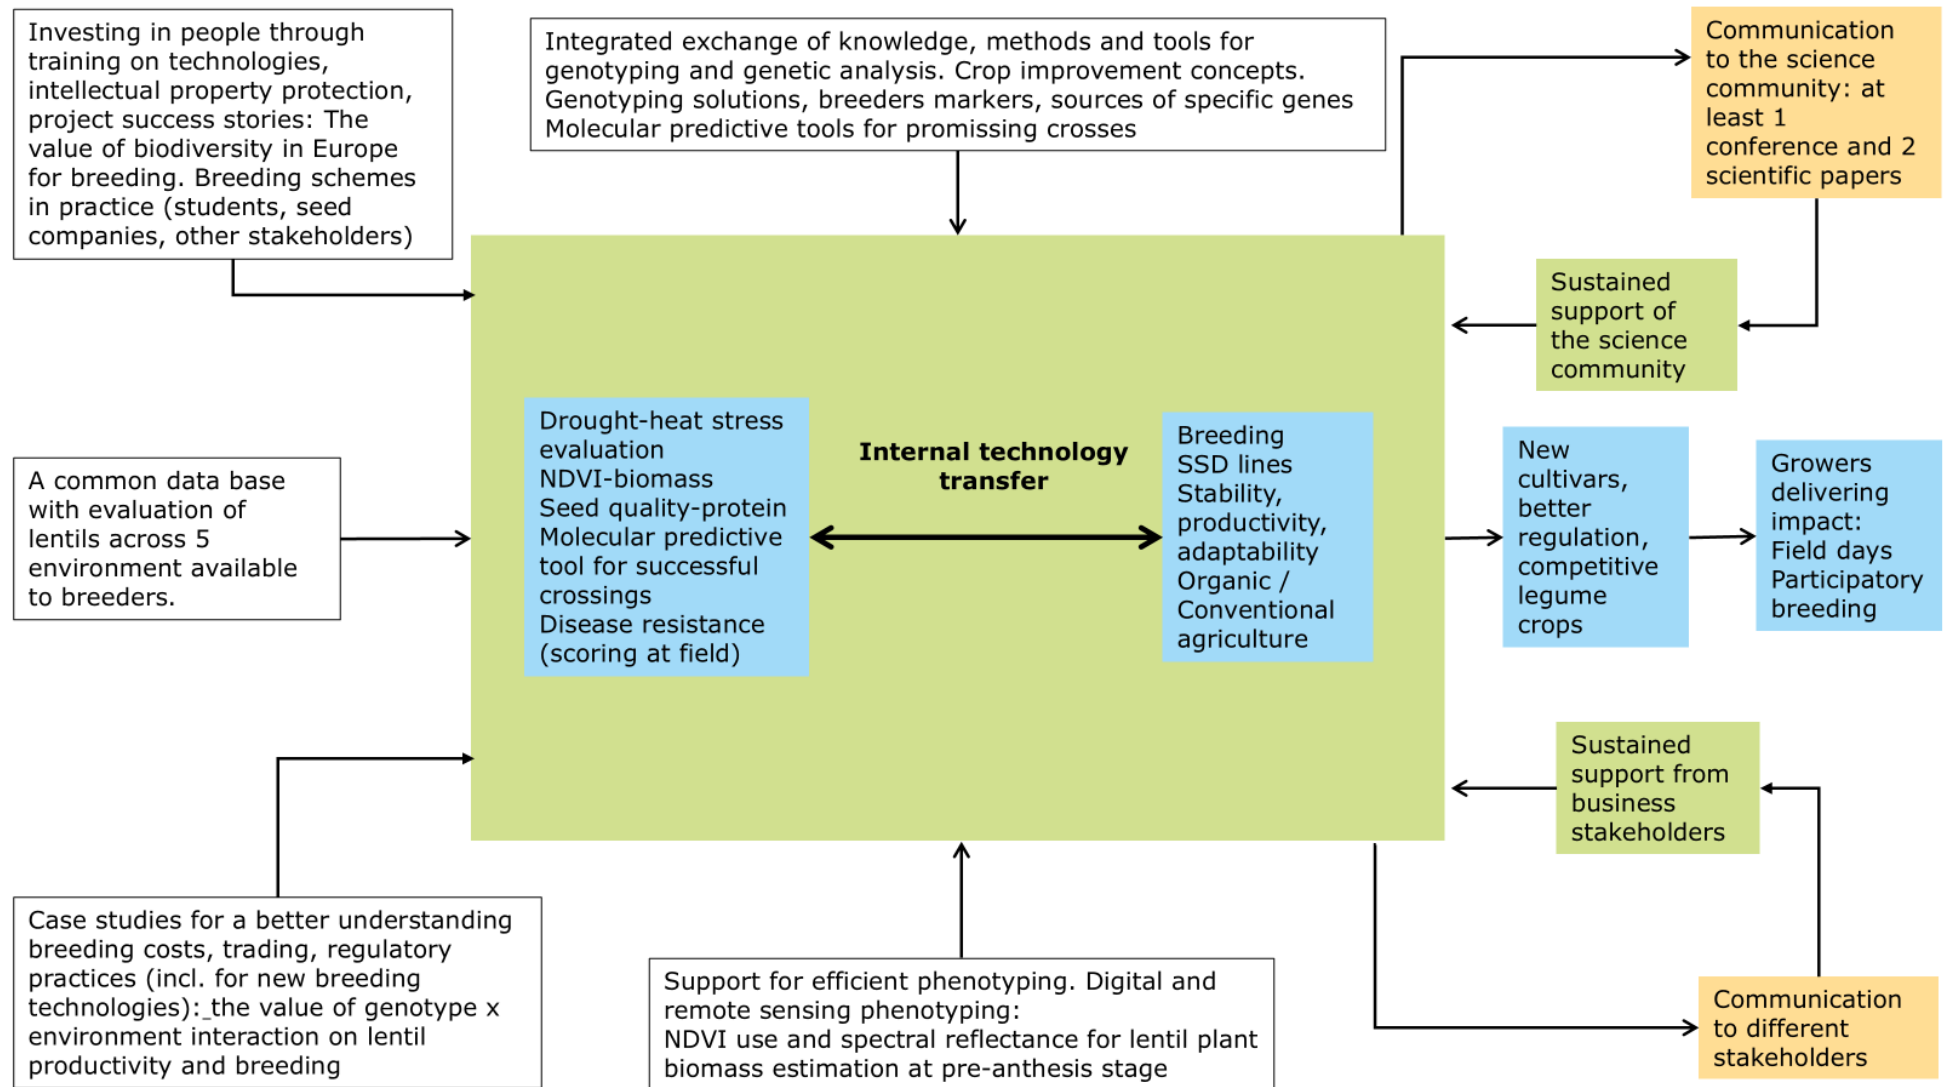 Investing in people through
training on technologies,
intellectual property protection,
project success stories: The
value of biodiversity in Europe
for breeding. Breeding schemes
in practice (students, seed
companies, other stakeholders)
Integrated exchange of knowledge, methods and tools for
genotyping and genetic analysis. Crop improvement concepts.
Genotyping solutions, breeders markers, sources of specific genes
Molecular predictive tools for promissing crosses
Communication
to the science
community: at
least 1
conference and 2
scientific papers
Sustained
support of
the science
community
A common data base
with evaluation of
lentils across 5
environment available
to breeders.
Drought-heat stress
evaluation
NDVI-biomass
Seed quality-protein
Molecular predictive
tool for successful
crossings
Disease resistance
(scoring at field)
Internal technology
transfer
Breeding
SSD lines
Stability,
productivity,
adaptability
Organic /
Conventional
agriculture
New
cultivars,
better
regulation,
competitive
legume
crops
Growers
delivering
impact:
Field days
Participatory
breeding
Sustained
support from
business
stakeholders
Case studies for a better understanding
breeding costs, trading, regulatory
practices (incl. for new breeding
technologies):_the value of genotype x
environment interaction on lentil
productivity and breeding
Support for efficient phenotyping. Digital and
remote sensing phenotyping:
NDVI use and spectral reflectance for lentil plant
biomass estimation at pre-anthesis stage
Communication
to different
stakeholders